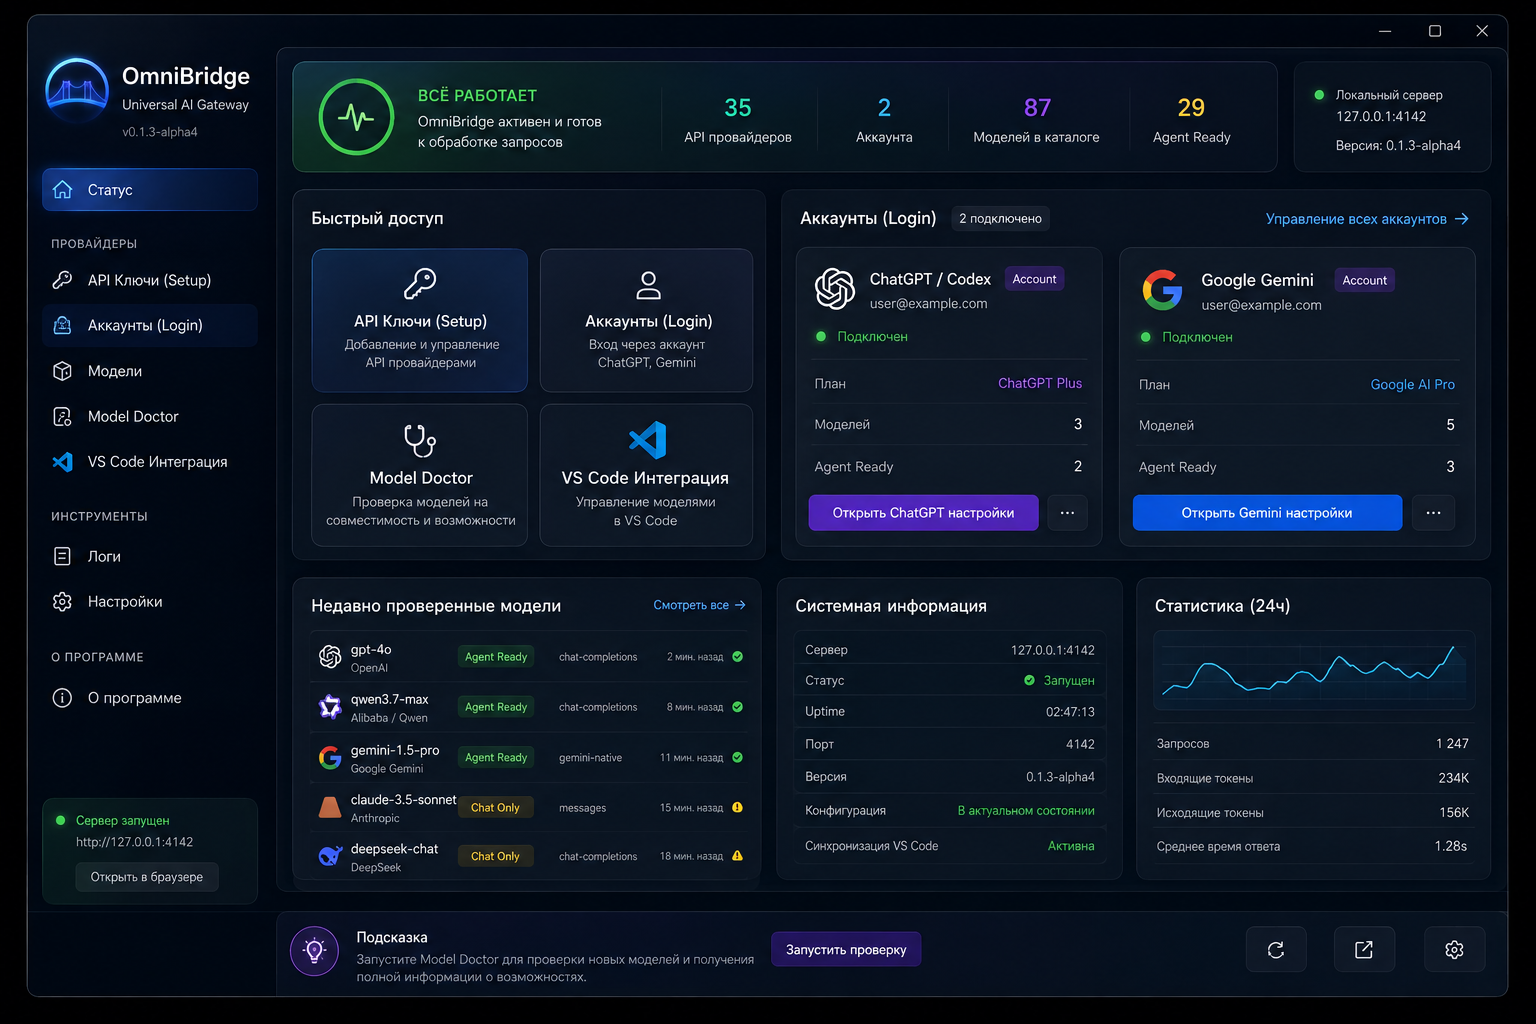 OmniBridge
Universal AI Gateway
v0.1.3-alpha4
Статус
ПРОВАЙДЕРЫ
API Ключи (Setup)
Аккаунты (Login)
Модели
Model Doctor
VS Code Интеграция
ИНСТРУМЕНТЫ
Логи
Настройки
О ПРОГРАММЕ
О программе
Сервер запущен
http://127.0.0.1:4142
Открыть в браузере
ВСЁ РАБОТАЕТ
OmniBridge активен и готов
к обработке запросов
35
API провайдеров
2
Аккаунта
87
Моделей в каталоге
29
Agent Ready
Локальный сервер
127.0.0.1:4142
Версия: 0.1.3-alpha4
Быстрый доступ
API Ключи (Setup)
Добавление и управление
API провайдерами
Аккаунты (Login)
Вход через аккаунт
ChatGPT, Gemini
Model Doctor
Проверка моделей на
совместимость и возможности
VS Code Интеграция
Управление моделями
в VS Code
Аккаунты (Login) 2 подключено
Управление всех аккаунтов →
ChatGPT / Codex Account
user@example.com
Подключен
План ChatGPT Plus
Моделей 3
Agent Ready 2
Открыть ChatGPT настройки ...
Google Gemini Account
user@example.com
Подключен
План Google AI Pro
Моделей 5
Agent Ready 3
Открыть Gemini настройки ...
Недавно проверенные модели Смотреть все →
gpt-4o
OpenAI
Agent Ready chat-completions 2 мин. назад
qwen3.7-max
Alibaba / Qwen
Agent Ready chat-completions 8 мин. назад
gemini-1.5-pro
Google Gemini
Agent Ready gemini-native 11 мин. назад
claude-3.5-sonnet
Anthropic
Chat Only messages 15 мин. назад
deepseek-chat
DeepSeek
Chat Only chat-completions 18 мин. назад
Системная информация
Сервер 127.0.0.1:4142
Статус Запущен
Uptime 02:47:13
Порт 4142
Версия 0.1.3-alpha4
Конфигурация В актуальном состоянии
Синхронизация VS Code Активна
Статистика (24ч)
Запросов 1 247
Входящие токены 234K
Исходящие токены 156K
Среднее время ответа 1.28s
Подсказка
Запустите Model Doctor для проверки новых моделей и получения
полной информации о возможностях.
Запустить проверку